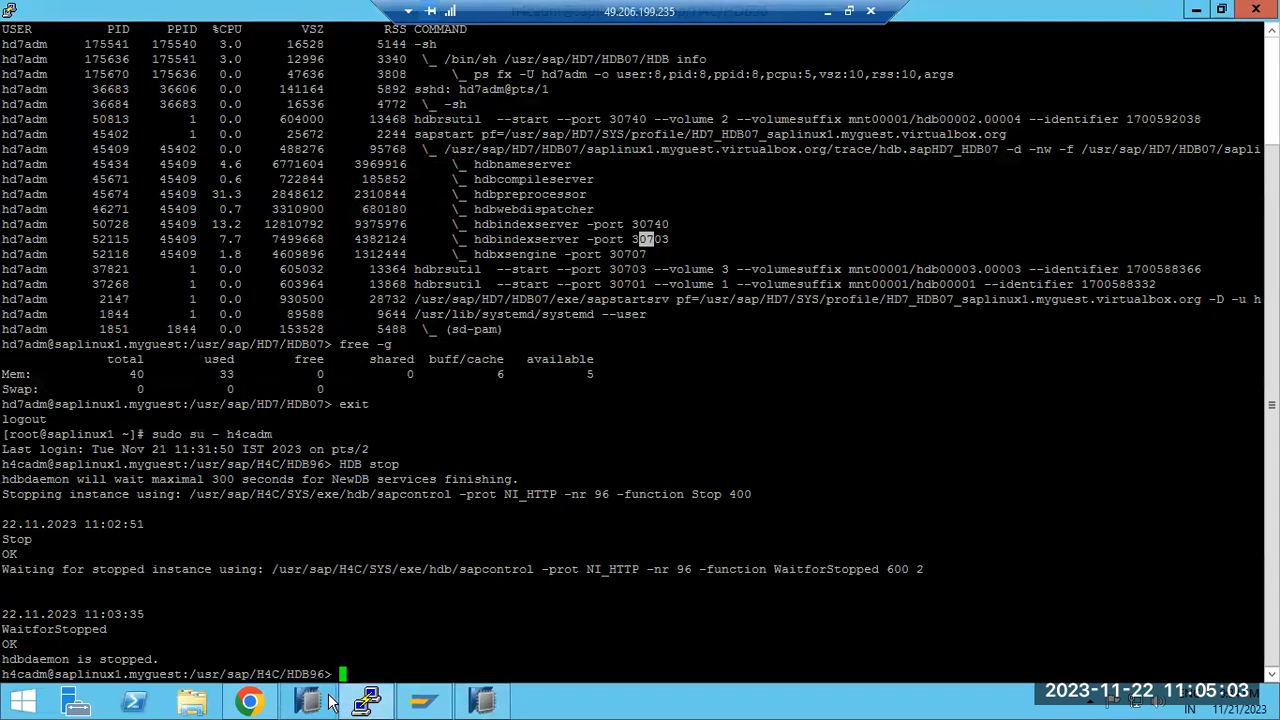 49.206.199.235
USER PID PPID %CPU VSZ RSS COMMAND
hd7adm 175541 175540 3.0 16528 5144 -sh
hd7adm 175636 175541 3.0 12996 3340 \_ /bin/sh /usr/sap/HD7/HDB07/HDB info
hd7adm 175670 175636 0.0 47636 3808 \_ ps fx -U hd7adm -o user:8,pid:8,ppid:8,pcpu:5,vsz:10,rss:10,args
hd7adm 36683 36606 0.0 141164 5892 sshd: hd7adm@pts/1
hd7adm 36684 36683 0.0 16536 4772 \_ -sh
hd7adm 50813 1 0.0 604000 13468 hdbrsutil --start --port 30740 --volume 2 --volumesuffix mnt00001/hdb00002.00004 --identifier 1700592038
hd7adm 45402 1 0.0 25672 2244 sapstart pf=/usr/sap/HD7/SYS/profile/HD7_HDB07_saplinux1.myguest.virtualbox.org
hd7adm 45409 45402 0.0 488276 95768 \_ /usr/sap/HD7/HDB07/saplinux1.myguest.virtualbox.org/trace/hdb.sapHD7_HDB07 -d -nw -f /usr/sap/HD7/HDB07/sapli
hd7adm 45434 45409 4.6 6771604 3969916 \_ hdbnameserver
hd7adm 45671 45409 0.6 722844 185852 \_ hdbcompileserver
hd7adm 45674 45409 31.3 2848612 2310844 \_ hdbpreprocessor
hd7adm 46271 45409 0.7 3310900 680180 \_ hdbwebdispatcher
hd7adm 50728 45409 13.2 12810792 9375976 \_ hdbindexserver -port 30740
hd7adm 52115 45409 7.7 7499668 4382124 \_ hdbindexserver -port 30703
hd7adm 52118 45409 1.8 4609896 1312444 \_ hdbxsengine -port 30707
hd7adm 37821 1 0.0 605032 13364 hdbrsutil --start --port 30703 --volume 3 --volumesuffix mnt00001/hdb00003.00003 --identifier 1700588366
hd7adm 37268 1 0.0 603964 13868 hdbrsutil --start --port 30701 --volume 1 --volumesuffix mnt00001/hdb00001 --identifier 1700588332
hd7adm 2147 1 0.0 930500 28732 /usr/sap/HD7/HDB07/exe/sapstartsrv pf=/usr/sap/HD7/SYS/profile/HD7_HDB07_saplinux1.myguest.virtualbox.org -D -u h
hd7adm 1844 1 0.0 89588 9644 /usr/lib/systemd/systemd --user
hd7adm 1851 1844 0.0 153528 5488 \_ (sd-pam)
hd7adm@saplinux1.myguest:/usr/sap/HD7/HDB07> free -g
total used free shared buff/cache available
Mem: 40 33 0 0 6 5
Swap: 0 0 0
hd7adm@saplinux1.myguest:/usr/sap/HD7/HDB07> exit
logout
[root@saplinux1 ~]# sudo su - h4cadm
Last login: Tue Nov 21 11:31:50 IST 2023 on pts/2
h4cadm@saplinux1.myguest:/usr/sap/H4C/HDB96> HDB stop
hdbdaemon will wait maximal 300 seconds for NewDB services finishing.
Stopping instance using: /usr/sap/H4C/SYS/exe/hdb/sapcontrol -prot NI_HTTP -nr 96 -function Stop 400
22.11.2023 11:02:51
Stop
OK
Waiting for stopped instance using: /usr/sap/H4C/SYS/exe/hdb/sapcontrol -prot NI_HTTP -nr 96 -function WaitforStopped 600 2
22.11.2023 11:03:35
WaitforStopped
OK
hdbdaemon is stopped.
h4cadm@saplinux1.myguest:/usr/sap/H4C/HDB96>
2023-11-22 11:05:03
IN 11/21/2023